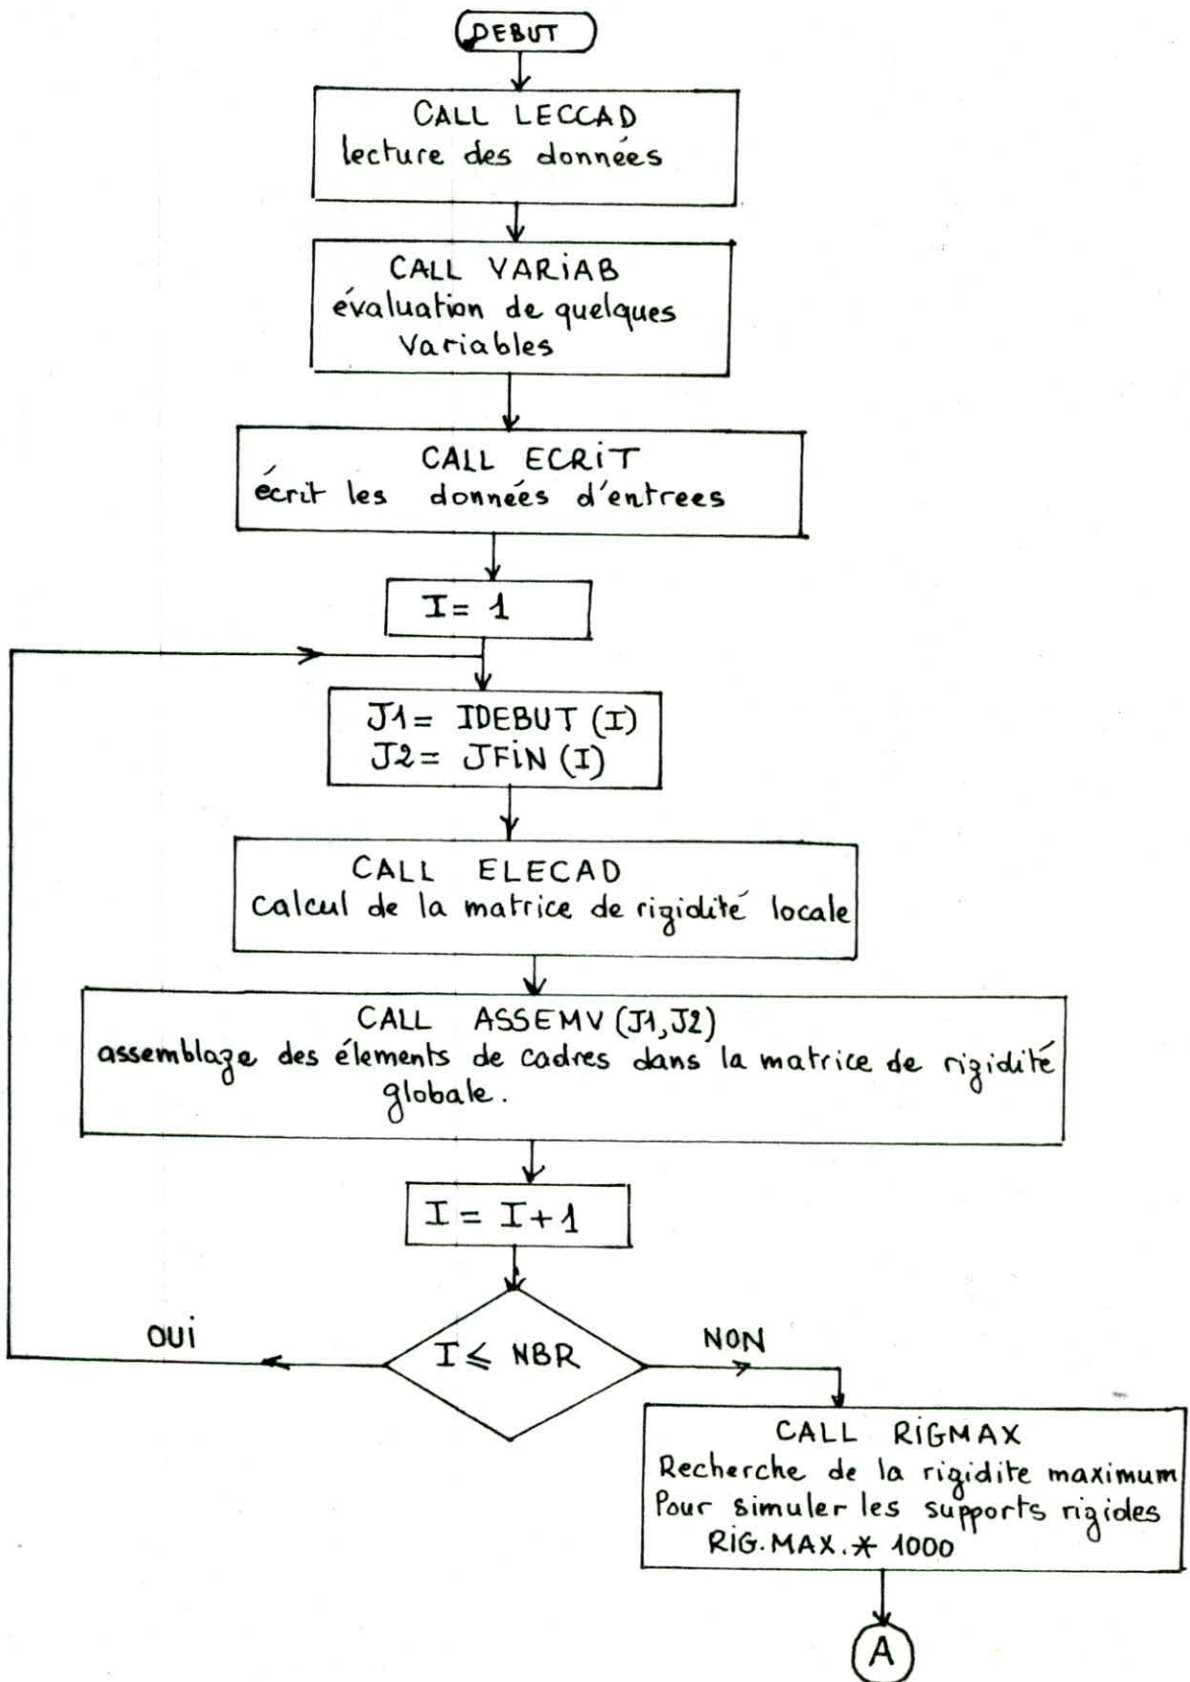 DEBUT
CALL LECCAD
lecture des données
CALL VARiAB
évaluation de quelques
Variables
CALL ECRiT
écrit les données d'entrees
I = 1
J1 = IDEBUT (I)
J2 = JFiN (I)
CALL ELECAD
calcul de la matrice de rigidité locale
CALL ASSEMV (J1, J2)
assemblage des élements de cadres dans la matrice de rigidité
globale.
I = I + 1
I ⩽ NBR
OUi
NON
CALL RiGMAX
Recherche de la rigidite maximum
Pour simuler les supports rigides
RiG.MAX.* 1000
A